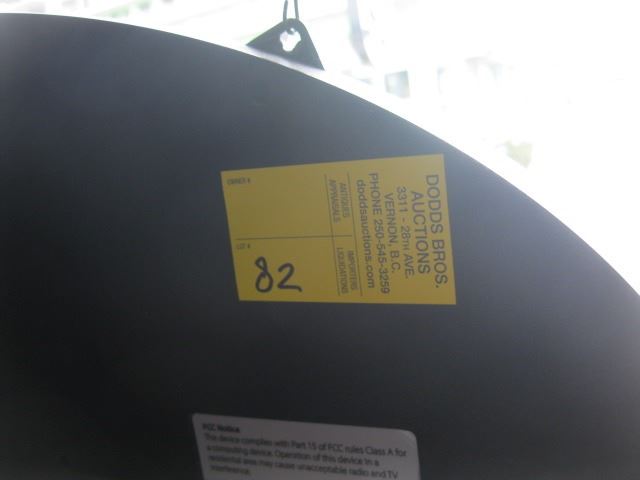 DODDS BROS.
AUCTIONS
3311 - 28TH AVE.
VERNON, B.C.
PHONE 250-545-3259
doddsauctions.com
ANTIQUES
APPRAISALS
IMPORTERS
LIQUIDATIONS
OWNER #
LOT #
82
FCC Notice
This device complies with Part 15 of FCC rules Class A for
a computing device. Operation of this device in a
residential area may cause unacceptable radio and TV
interference.